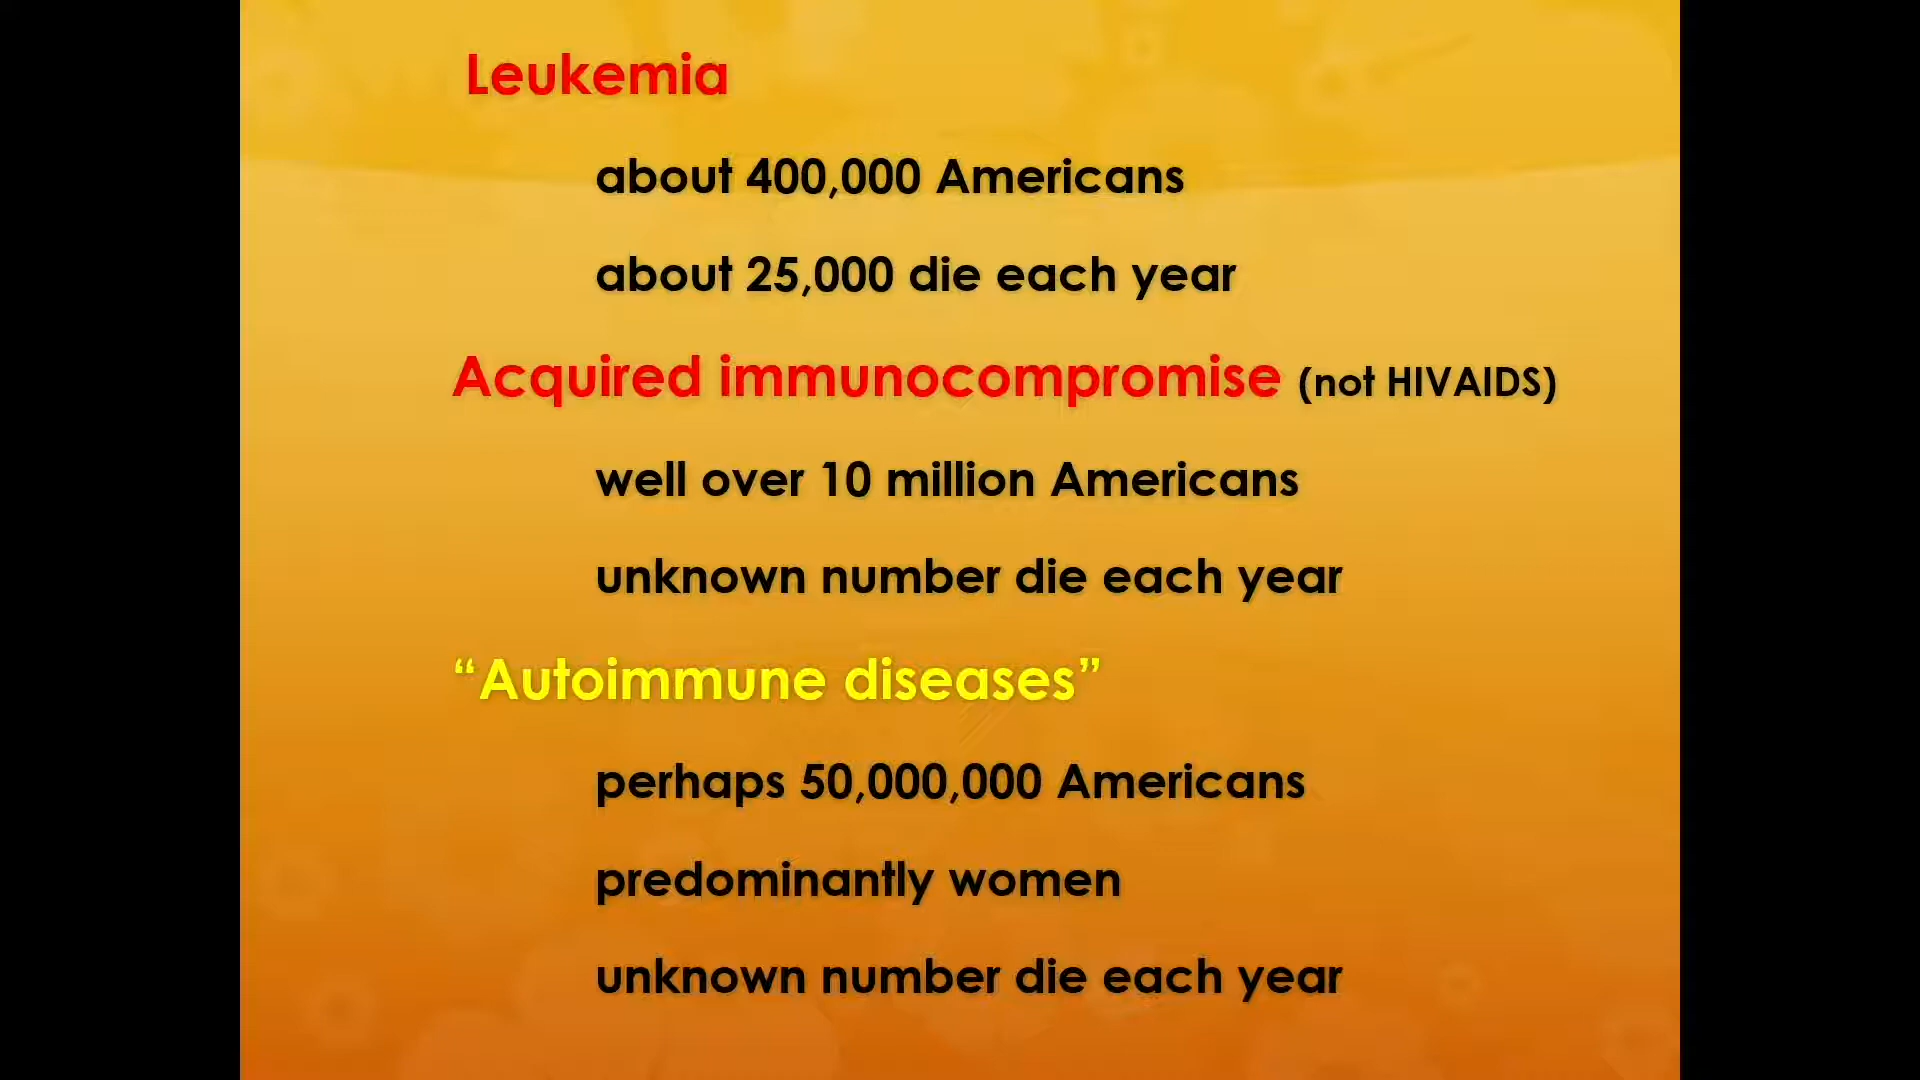 Leukemia
about 400,000 Americans
about 25,000 die each year
Acquired immunocompromise (not HIVAIDS)
well over 10 million Americans
unknown number die each year
“Autoimmune diseases”
perhaps 50,000,000 Americans
predominantly women
unknown number die each year